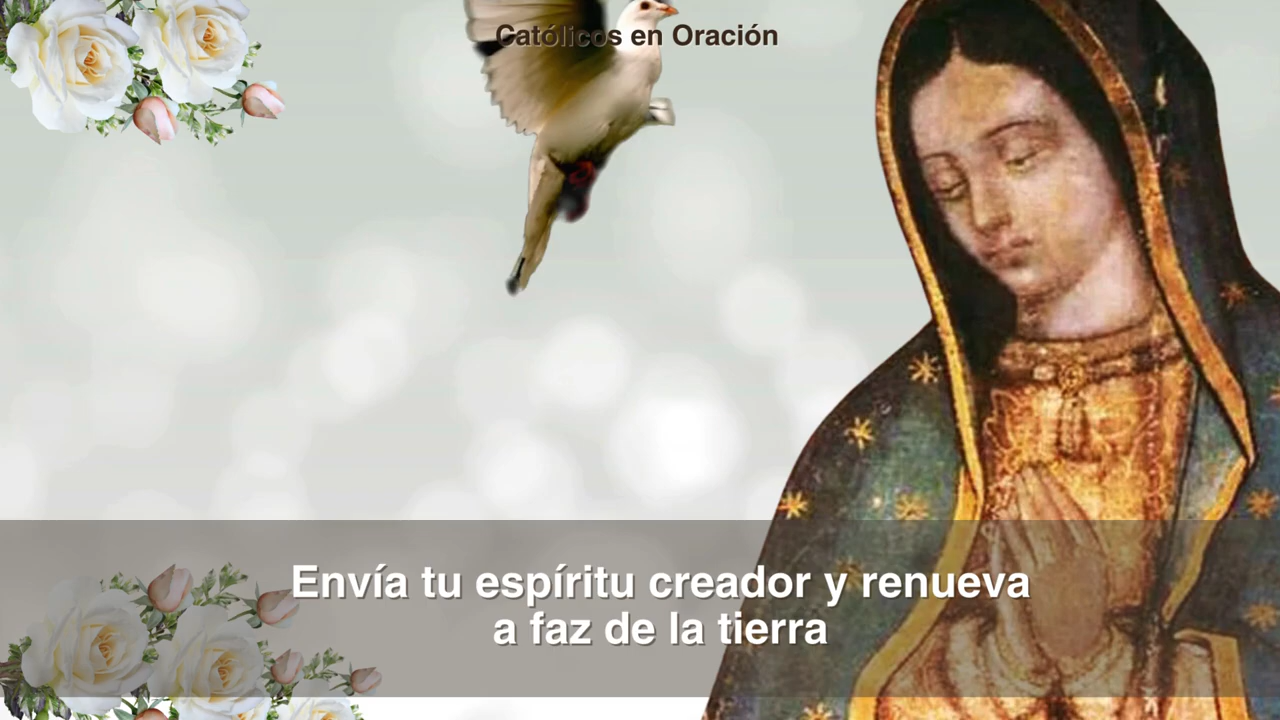 Católicos en Oración
Envía tu espíritu creador y renueva
a faz de la tierra